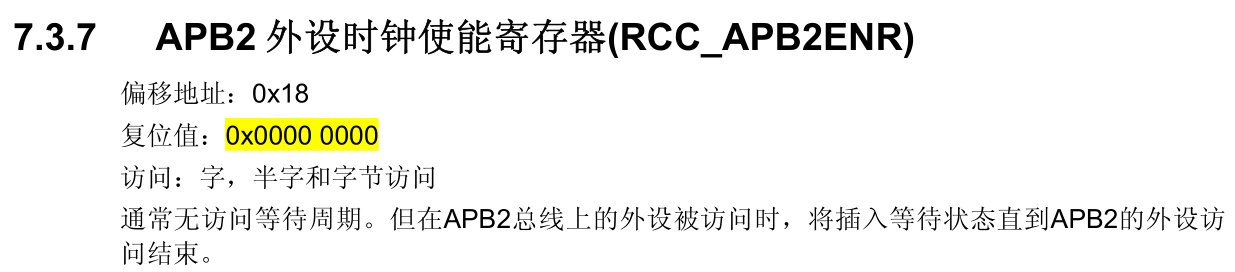 7.3.7 APB2 外设时钟使能寄存器(RCC_APB2ENR)
偏移地址：0x18
复位值：0x0000 0000
访问：字，半字和字节访问
通常无访问等待周期。但在APB2总线上的外设被访问时，将插入等待状态直到APB2的外设访
问结束。